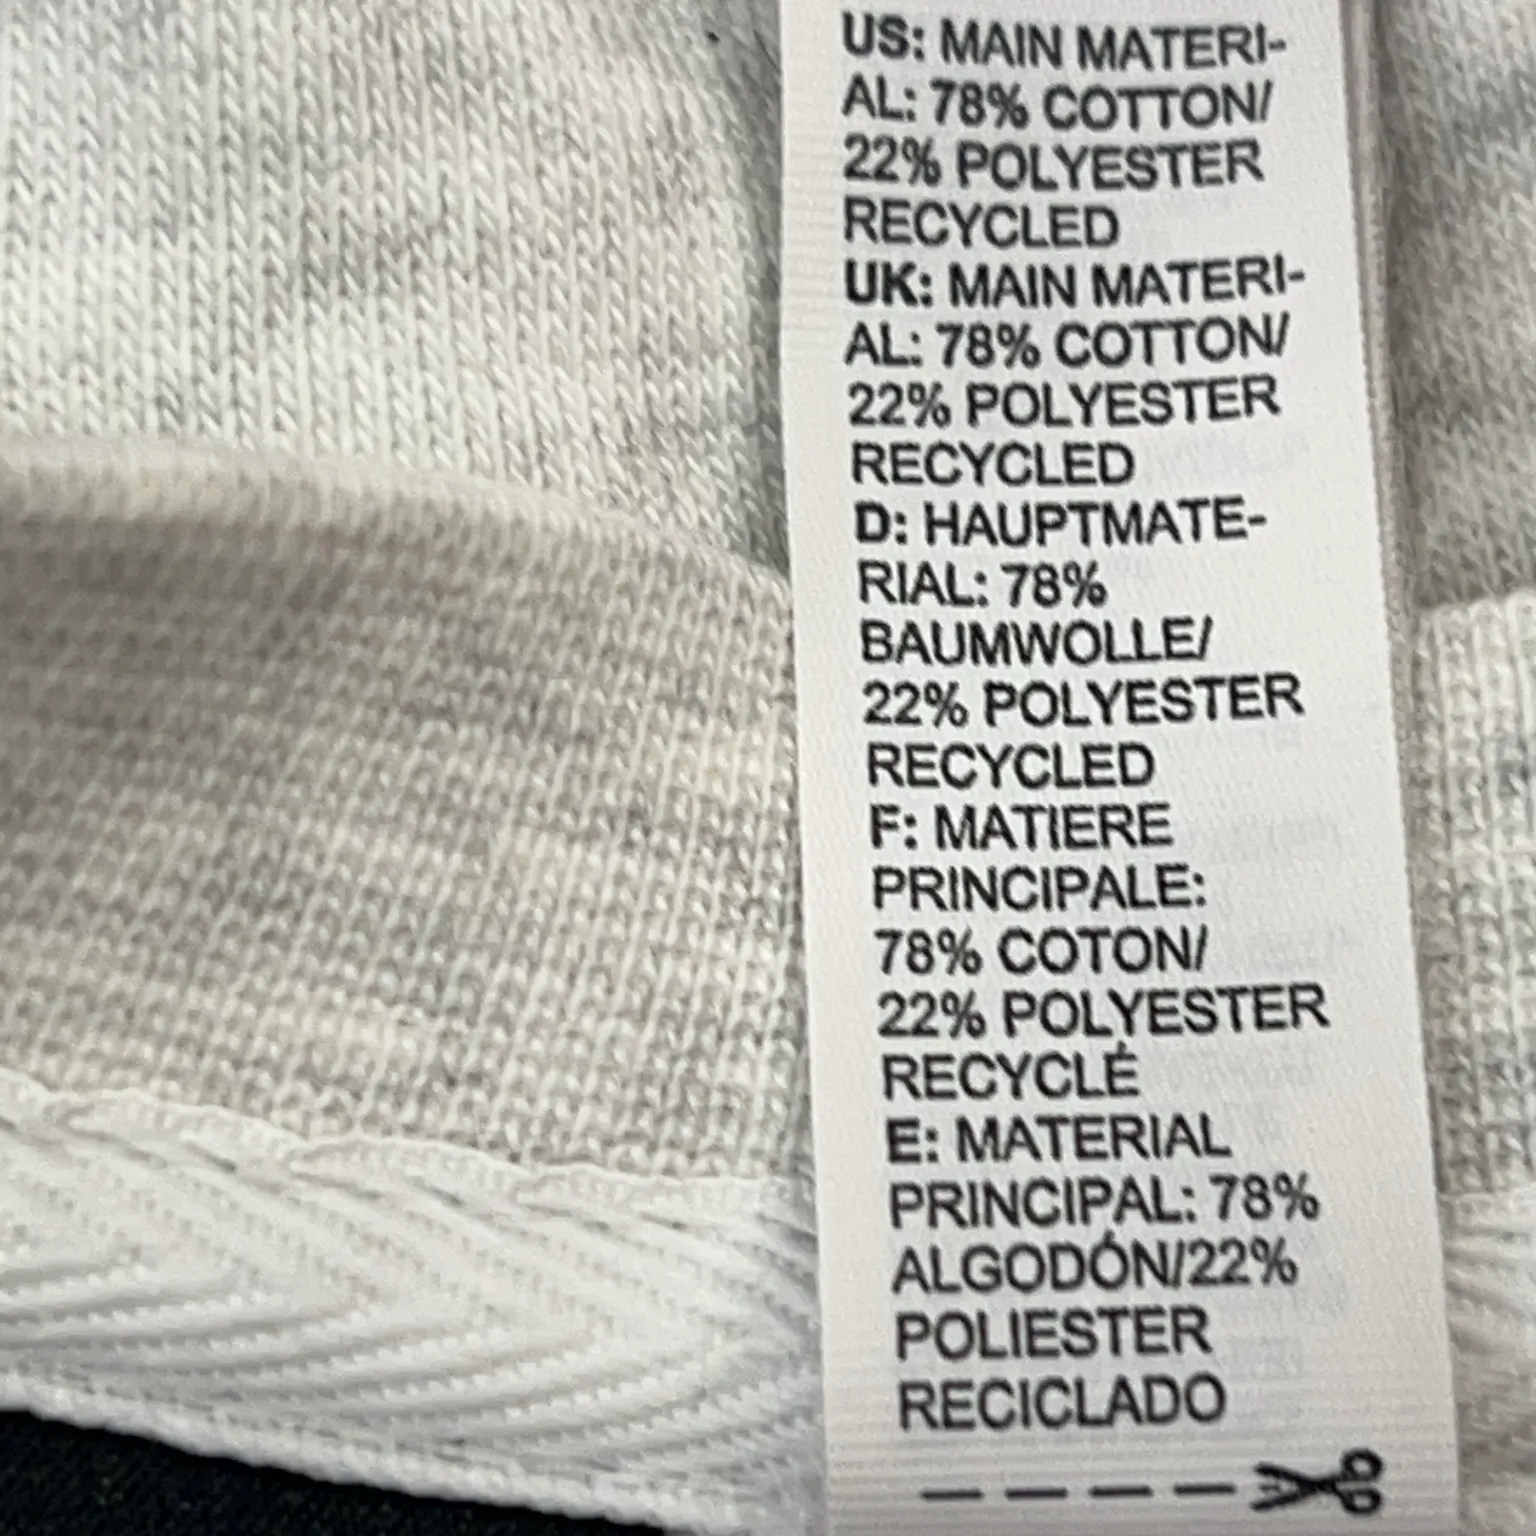 US: MAIN MATERI-
AL: 78% COTTON/
22% POLYESTER
RECYCLED
UK: MAIN MATERI-
AL: 78% COTTON/
22% POLYESTER
RECYCLED
D: HAUPTMATE-
RIAL: 78%
BAUMWOLLE/
22% POLYESTER
RECYCLED
F: MATIERE
PRINCIPALE:
78% COTON/
22% POLYESTER
RECYCLÉ
E: MATERIAL
PRINCIPAL: 78%
ALGODÓN/22%
POLIESTER
RECICLADO